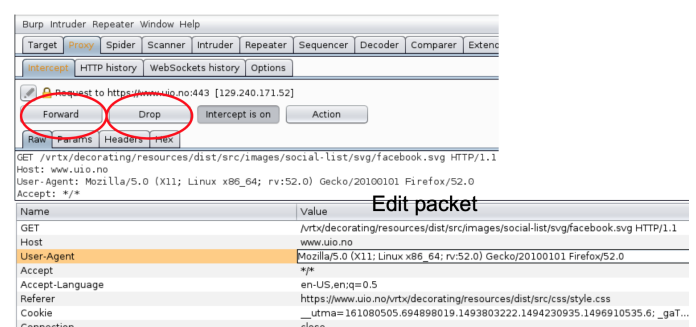 Burp Intruder Repeater Window Help
Target Proxy Spider Scanner Intruder Repeater Sequencer Decoder Comparer Extend
Intercept HTTP history WebSockets history Options
Request to https://www.uio.no:443 [129.240.171.52]
Forward Drop Intercept is on Action
Raw Params Headers Hex
GET /vrtx/decorating/resources/dist/src/images/social-list/svg/facebook.svg HTTP/1.1
Host: www.uio.no
User-Agent: Mozilla/5.0 (X11; Linux x86_64; rv:52.0) Gecko/20100101 Firefox/52.0
Accept: */*
Edit packet
Name Value
GET /vrtx/decorating/resources/dist/src/images/social-list/svg/facebook.svg HTTP/1.1
Host www.uio.no
User-Agent Mozilla/5.0 (X11; Linux x86_64; rv:52.0) Gecko/20100101 Firefox/52.0
Accept */*
Accept-Language en-US,en;q=0.5
Referer https://www.uio.no/vrtx/decorating/resources/dist/src/css/style.css
Cookie __utma=161080505.694898019.1493803222.1494230935.1496910535.6; _gaT...
Connection close